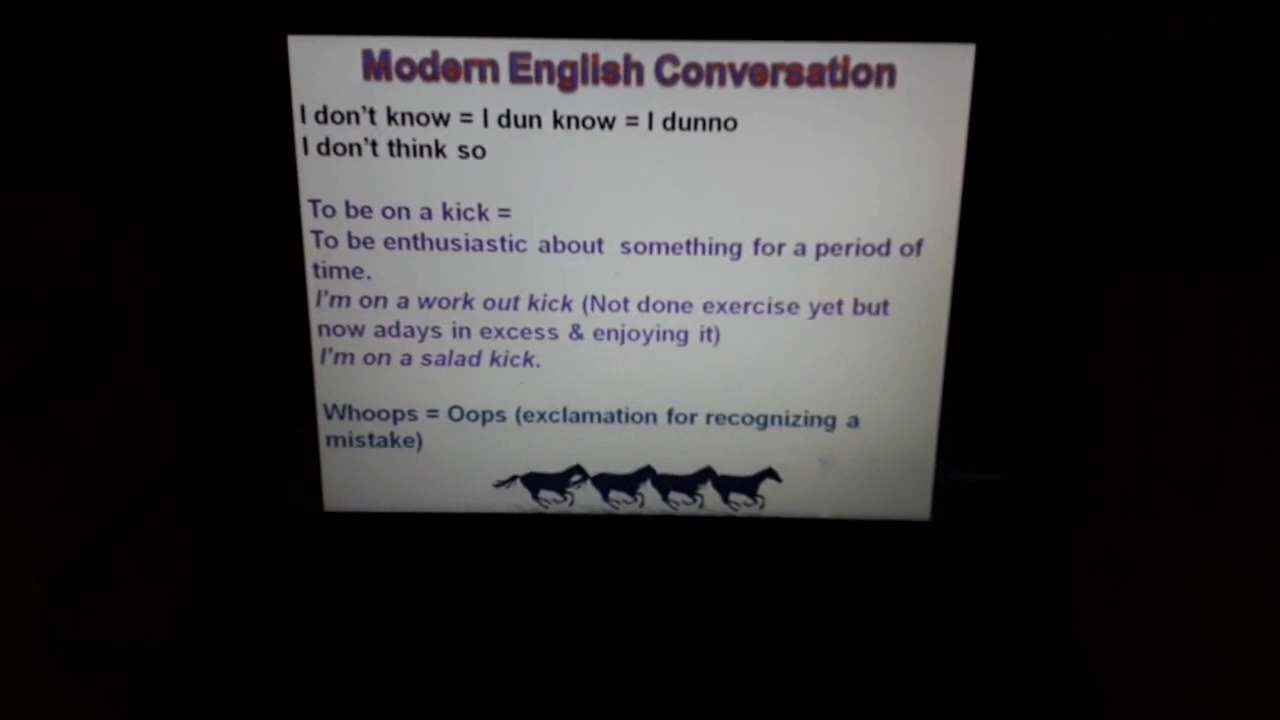 Modern English Conversation
I don't know = I dun know = I dunno
I don't think so
To be on a kick =
To be enthusiastic about something for a period of
time.
I'm on a work out kick (Not done exercise yet but
now adays in excess & enjoying it)
I'm on a salad kick.
Whoops = Oops (exclamation for recognizing a
mistake)